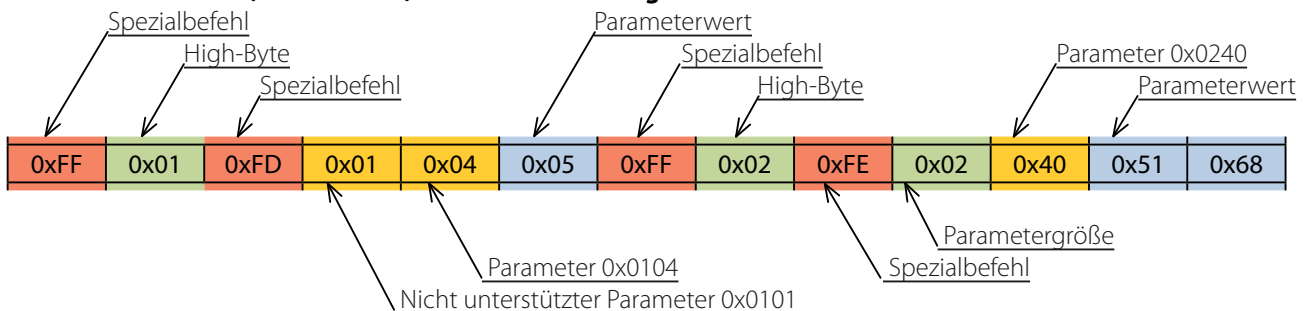 Spezialbefehl Parameterwert
High-Byte Spezialbefehl Parameter 0x0240
Spezialbefehl High-Byte Parameterwert
0xFF 0x01 0xFD 0x01 0x04 0x05 0xFF 0x02 0xFE 0x02 0x40 0x51 0x68
Parametergröße
Parameter 0x0104 Spezialbefehl
Nicht unterstützter Parameter 0x0101